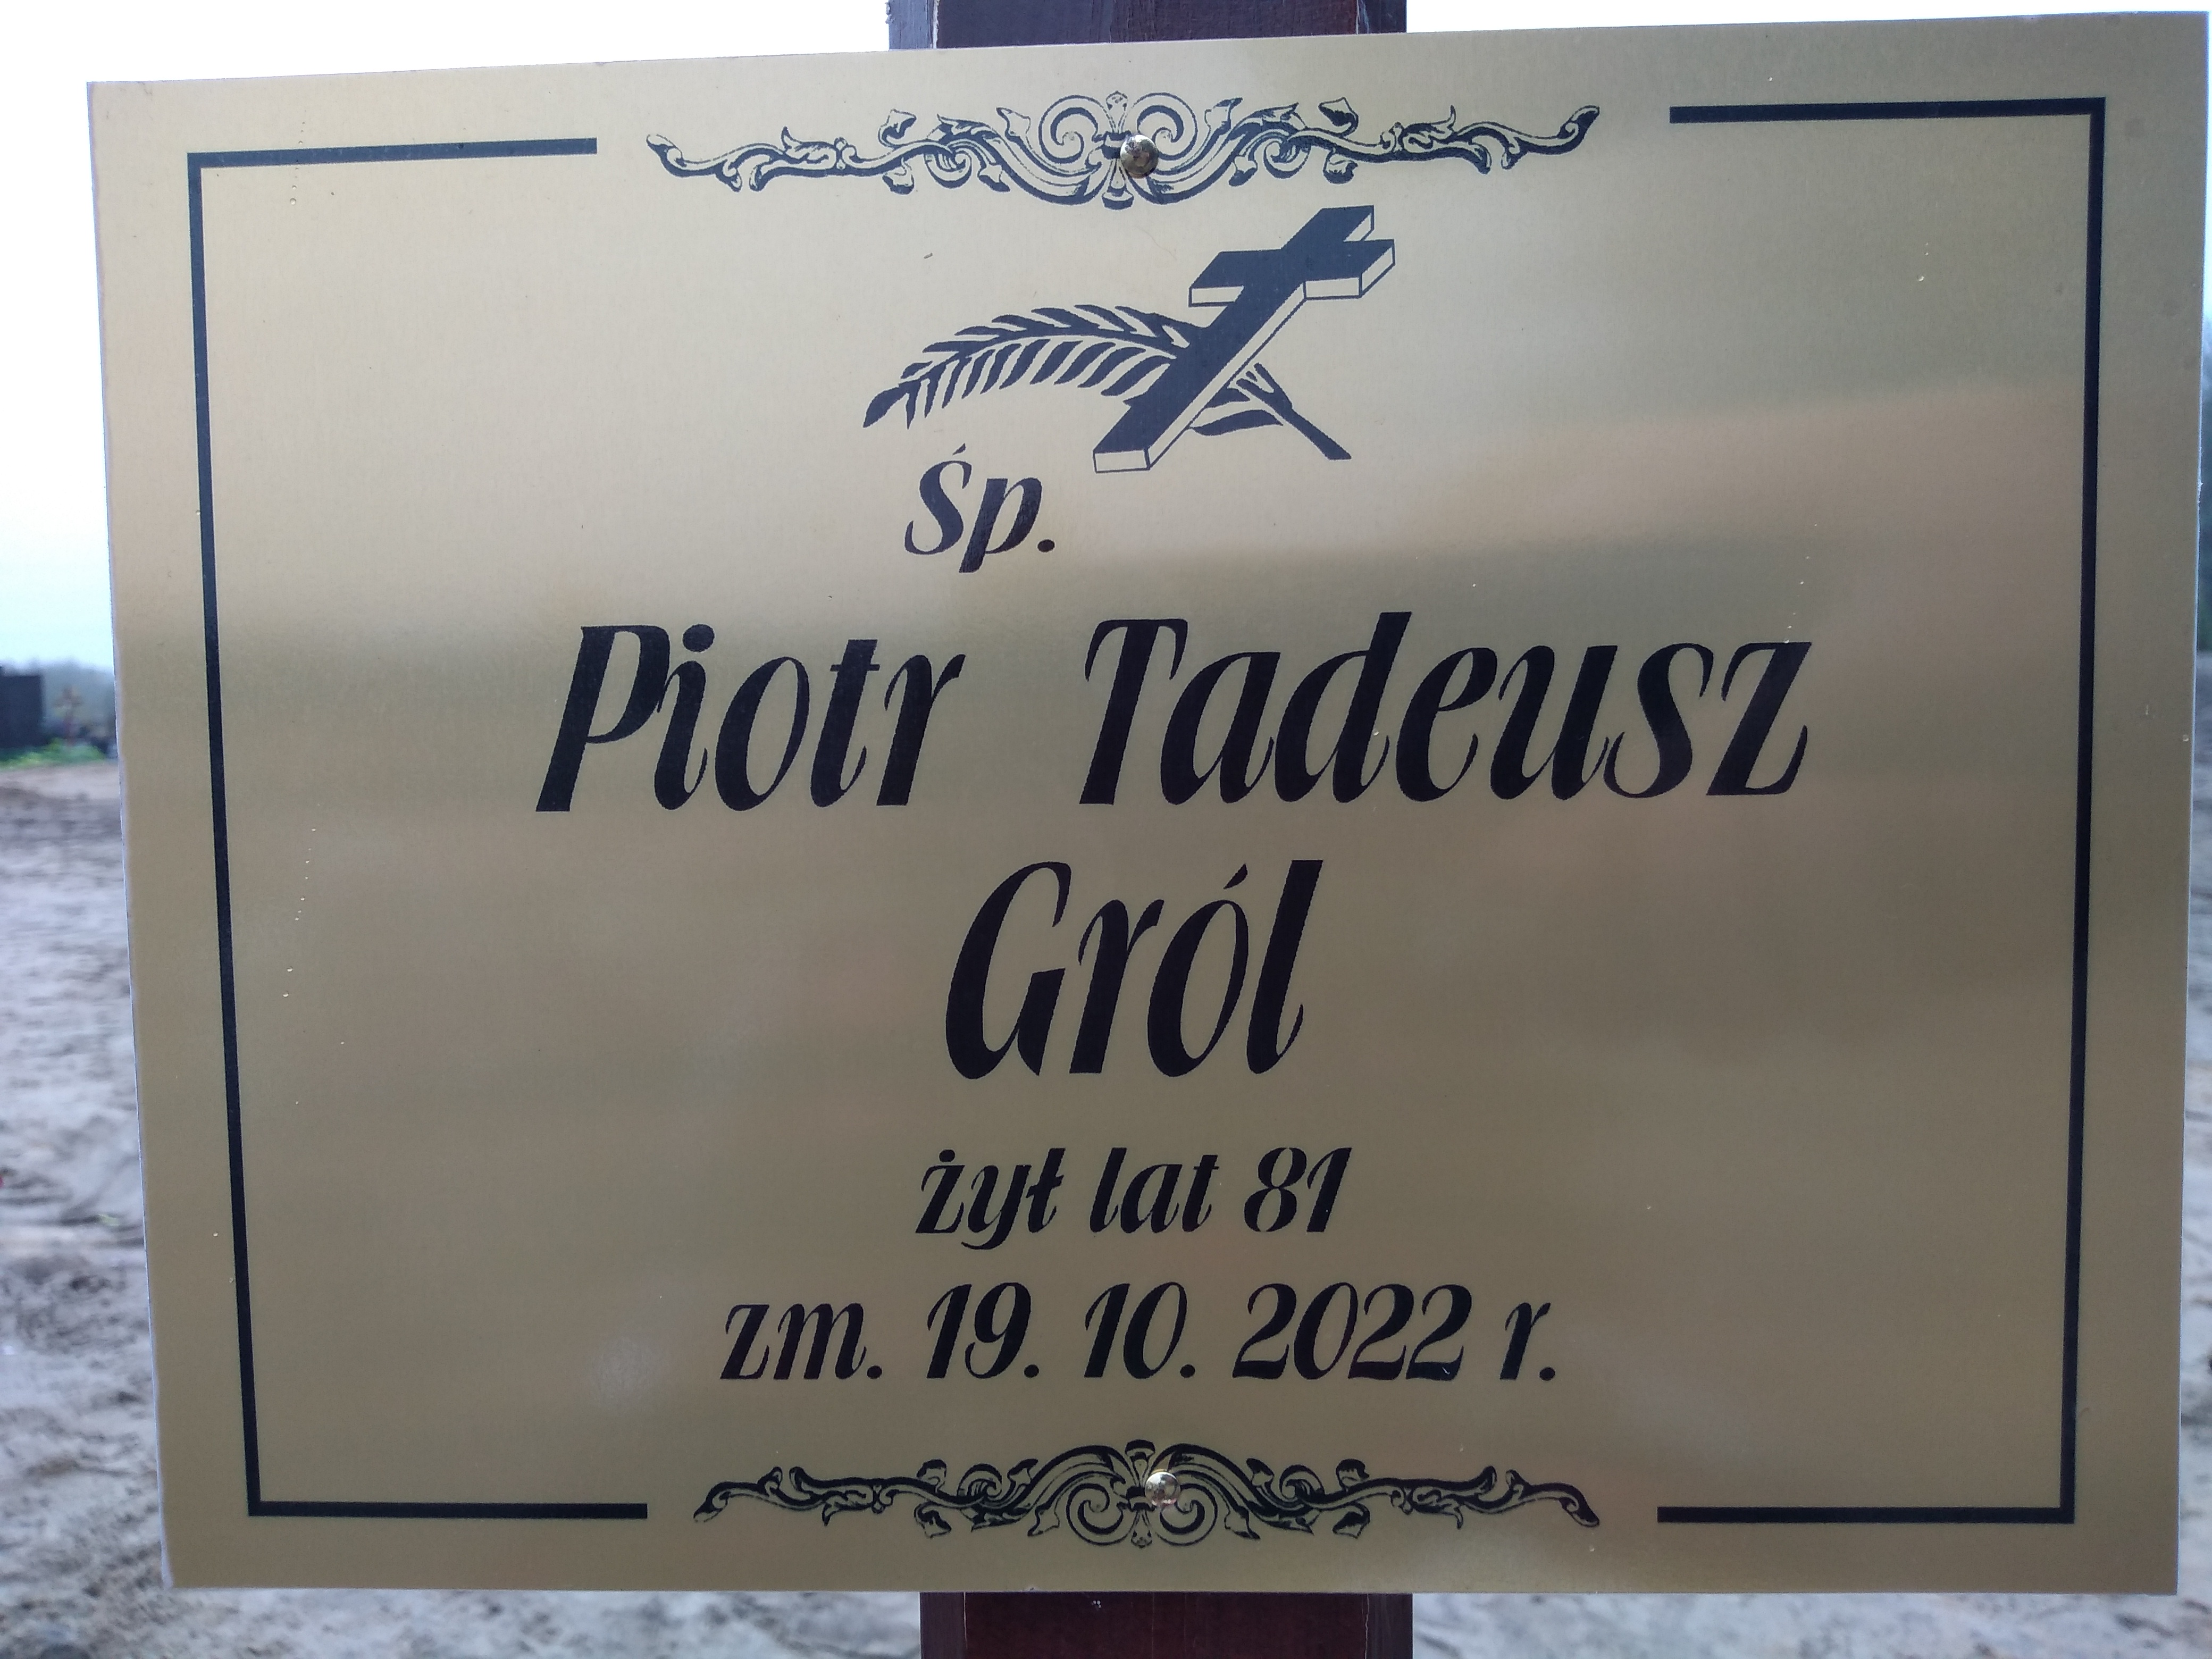 Śp.
Piotr Tadeusz
Gról
żył lat 81
zm. 19. 10. 2022 r.